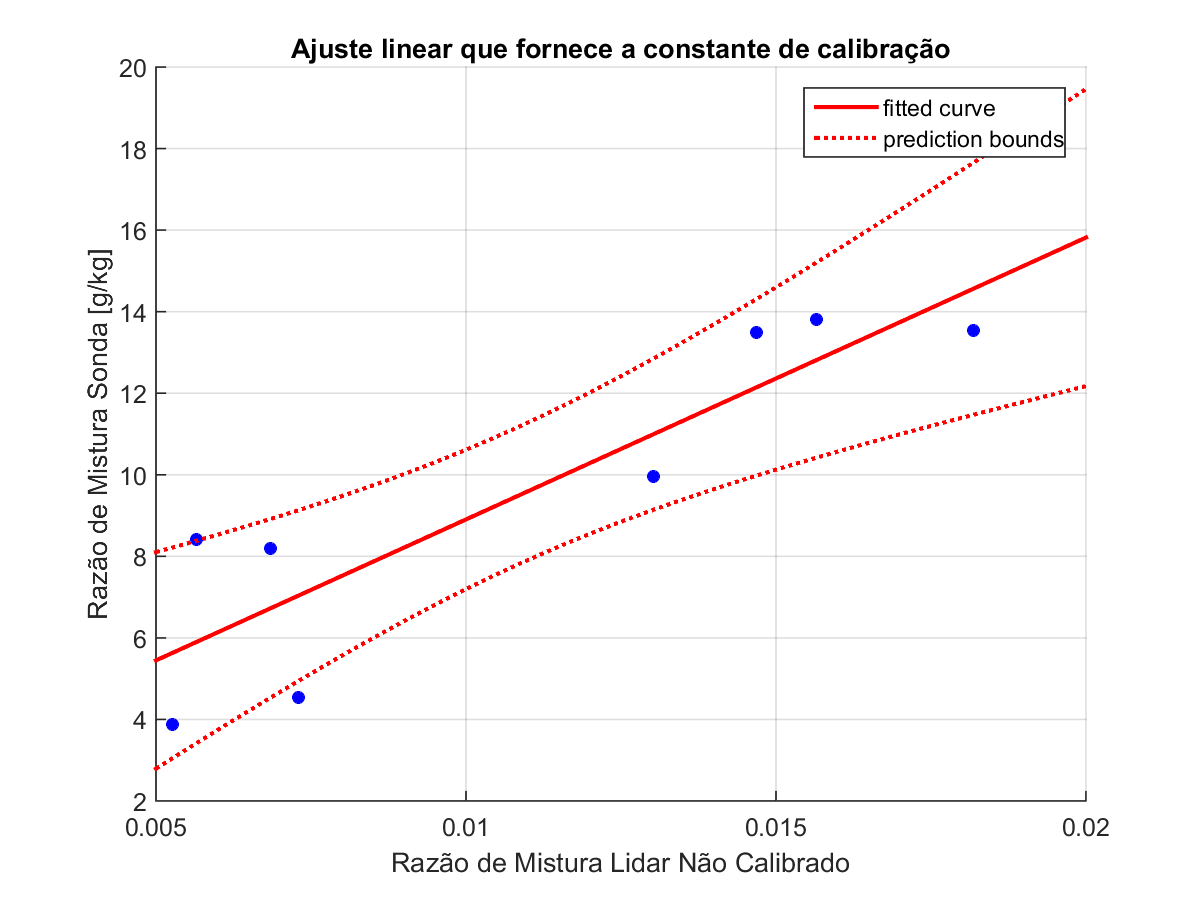 Ajuste linear que fornece a constante de calibração
fitted curve
prediction bounds
Razão de Mistura Sonda [g/kg]
20
18
16
14
12
10
8
6
4
2
0.005
0.01
0.015
0.02
Razão de Mistura Lidar Não Calibrado